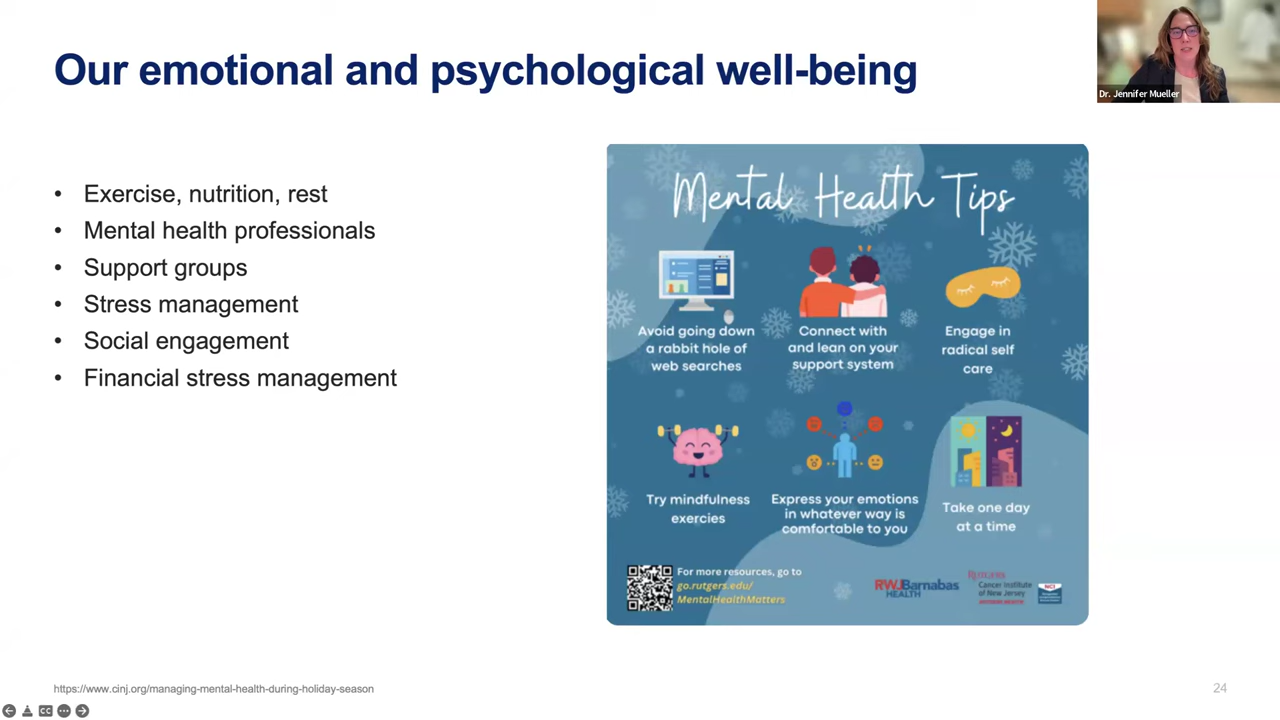 Our emotional and psychological well-being
Dr. Jennifer Mueller
• Exercise, nutrition, rest
• Mental health professionals
• Support groups
• Stress management
• Social engagement
• Financial stress management
Mental Health Tips
Avoid going down
a rabbit hole of
web searches
Connect with
and lean on your
support system
Engage in
radical self
care
Try mindfulness
exercies
Express your emotions
in whatever way is
comfortable to you
Take one day
at a time
For more resources, go to
go.rutgers.edu/
MentalHealthMatters
RWJBarnabas
HEALTH
RUTGERS
Cancer Institute
of New Jersey
NCI
https://www.cinj.org/managing-mental-health-during-holiday-season
24
CC